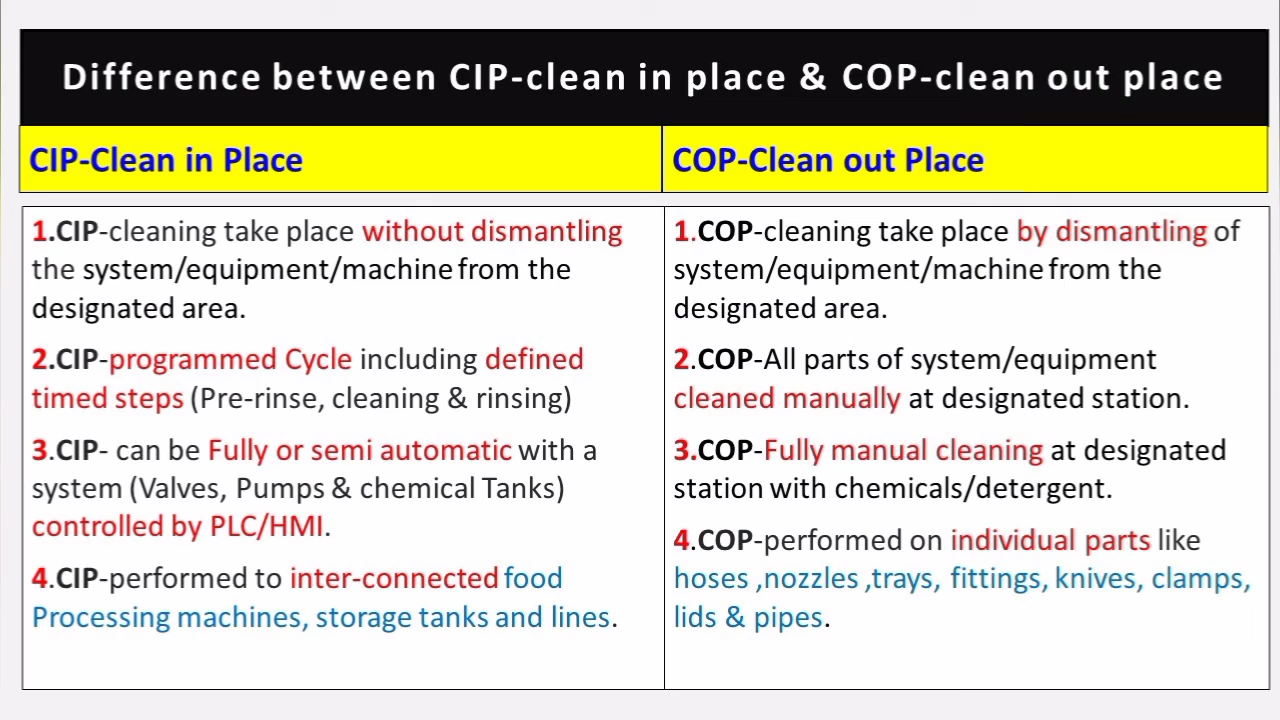 Difference between CIP-clean in place & COP-clean out place
CIP-Clean in Place
COP-Clean out Place
1.CIP-cleaning take place without dismantling
the system/equipment/machine from the
designated area.
2.CIP-programmed Cycle including defined
timed steps (Pre-rinse, cleaning & rinsing)
3.CIP- can be Fully or semi automatic with a
system (Valves, Pumps & chemical Tanks)
controlled by PLC/HMI.
4.CIP-performed to inter-connected food
Processing machines, storage tanks and lines.
1.COP-cleaning take place by dismantling of
system/equipment/machine from the
designated area.
2.COP-All parts of system/equipment
cleaned manually at designated station.
3.COP-Fully manual cleaning at designated
station with chemicals/detergent.
4.COP-performed on individual parts like
hoses ,nozzles ,trays, fittings, knives, clamps,
lids & pipes.